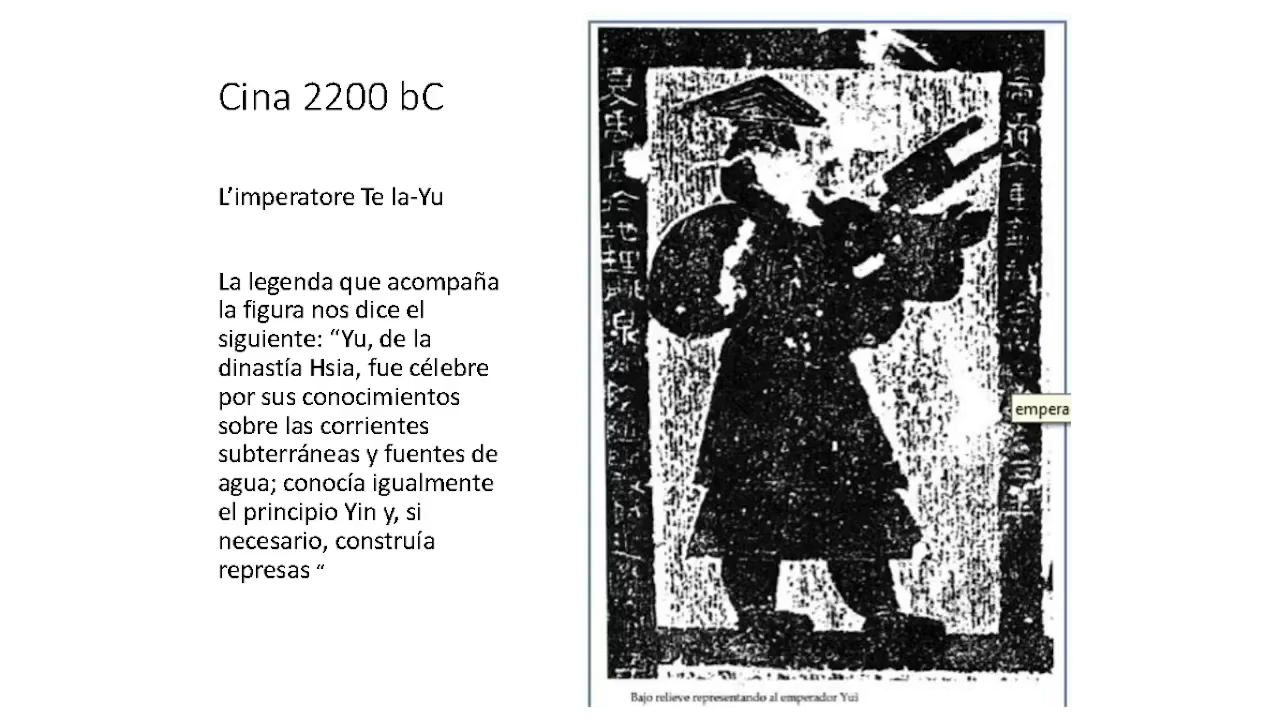 Cina 2200 bC
L’imperatore Te la-Yu
La legenda que acompaña
la figura nos dice el
siguiente: “Yu, de la
dinastía Hsia, fue célebre
por sus conocimientos
sobre las corrientes
subterráneas y fuentes de
agua; conocía igualmente
el principio Yin y, si
necesario, construía
represas “
empera
Bajo relieve representando al emperador Yu